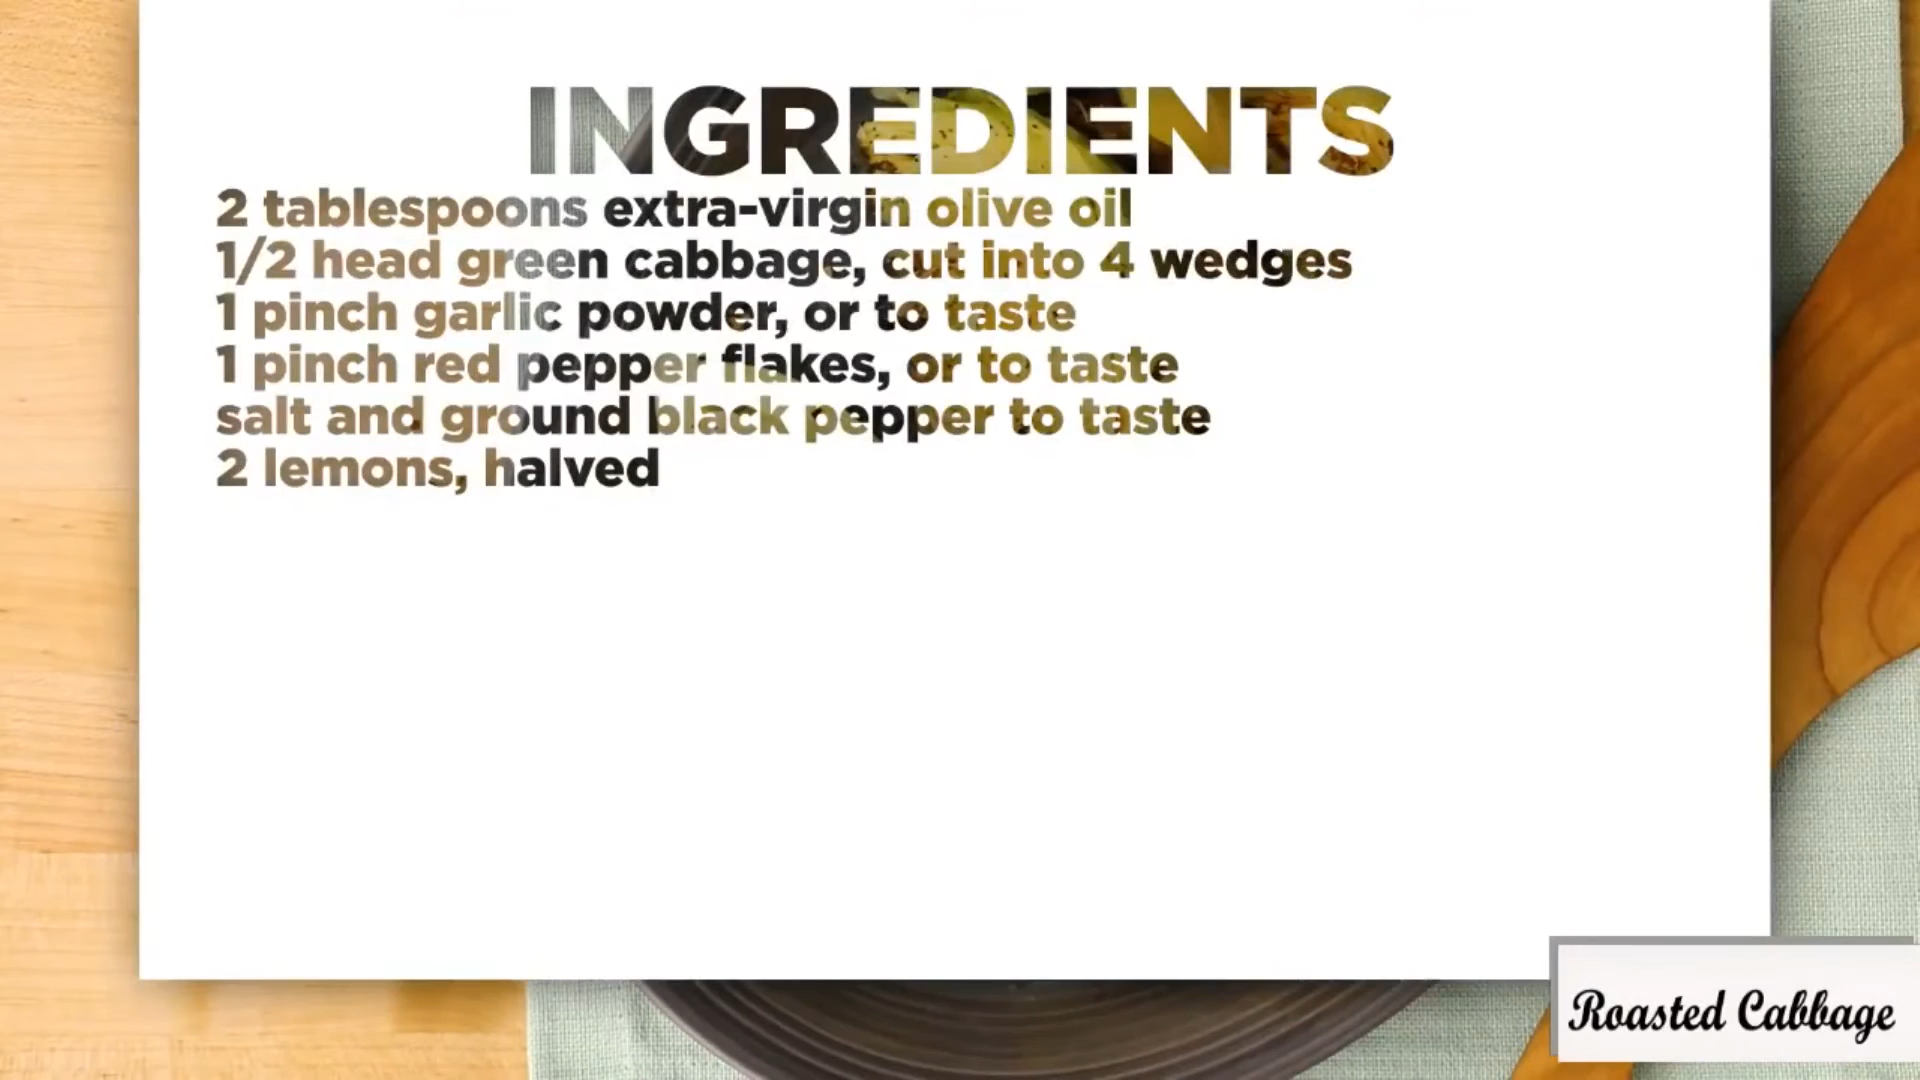 INGREDIENTS
2 tablespoons extra-virgin olive oil
1/2 head green cabbage, cut into 4 wedges
1 pinch garlic powder, or to taste
1 pinch red pepper flakes, or to taste
salt and ground black pepper to taste
2 lemons, halved
Roasted Cabbage